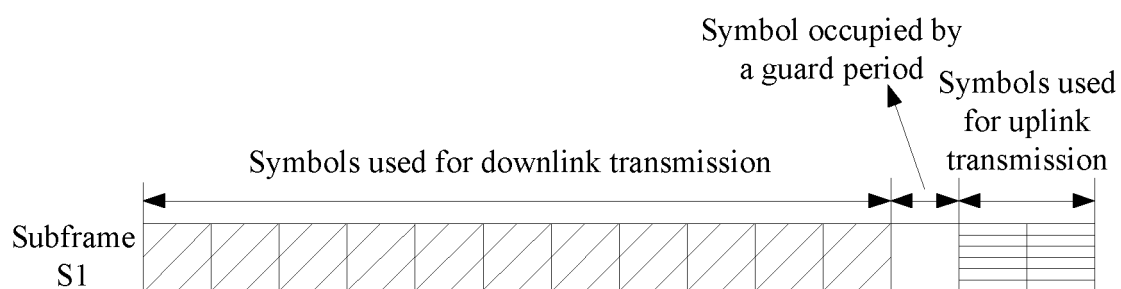 Symbol occupied by
a guard period
Symbols used
for uplink
transmission
Symbols used for downlink transmission
Subframe
S1